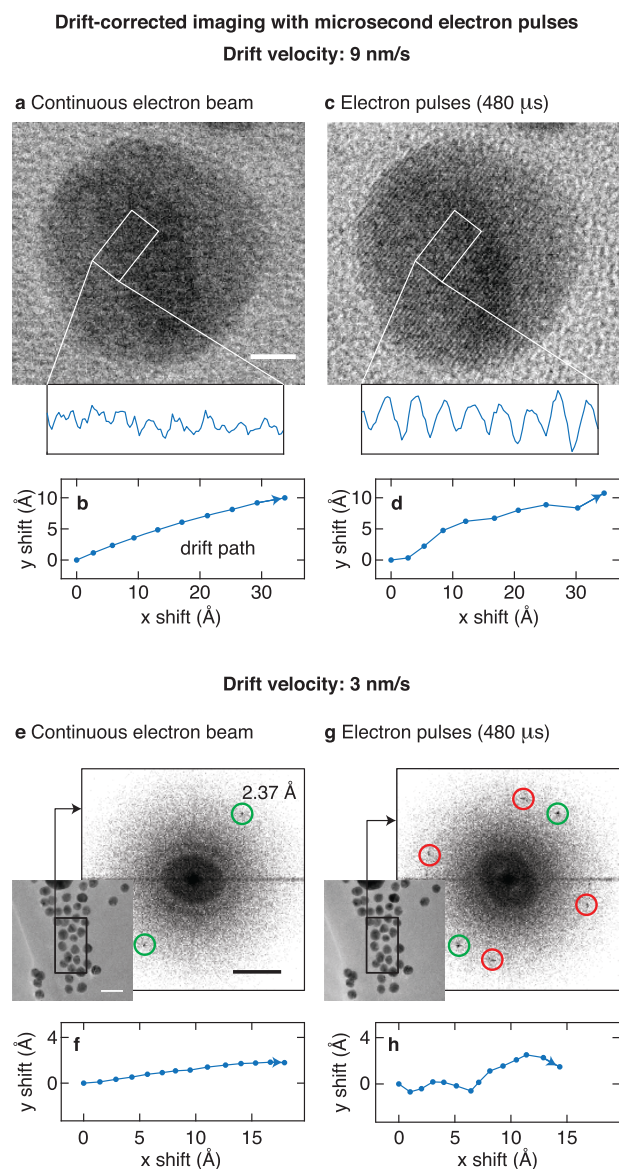 Drift-corrected imaging with microsecond electron pulses
Drift velocity: 9 nm/s
a Continuous electron beam
c Electron pulses (480 μs)
b
drift path
y shift (Å)
10
5
0
0 10 20 30
x shift (Å)
d
y shift (Å)
10
5
0
0 10 20 30
x shift (Å)
Drift velocity: 3 nm/s
e Continuous electron beam
g Electron pulses (480 μs)
2.37 Å
f
y shift (Å)
4
0
0 5 10 15
x shift (Å)
h
y shift (Å)
4
0
0 5 10 15
x shift (Å)